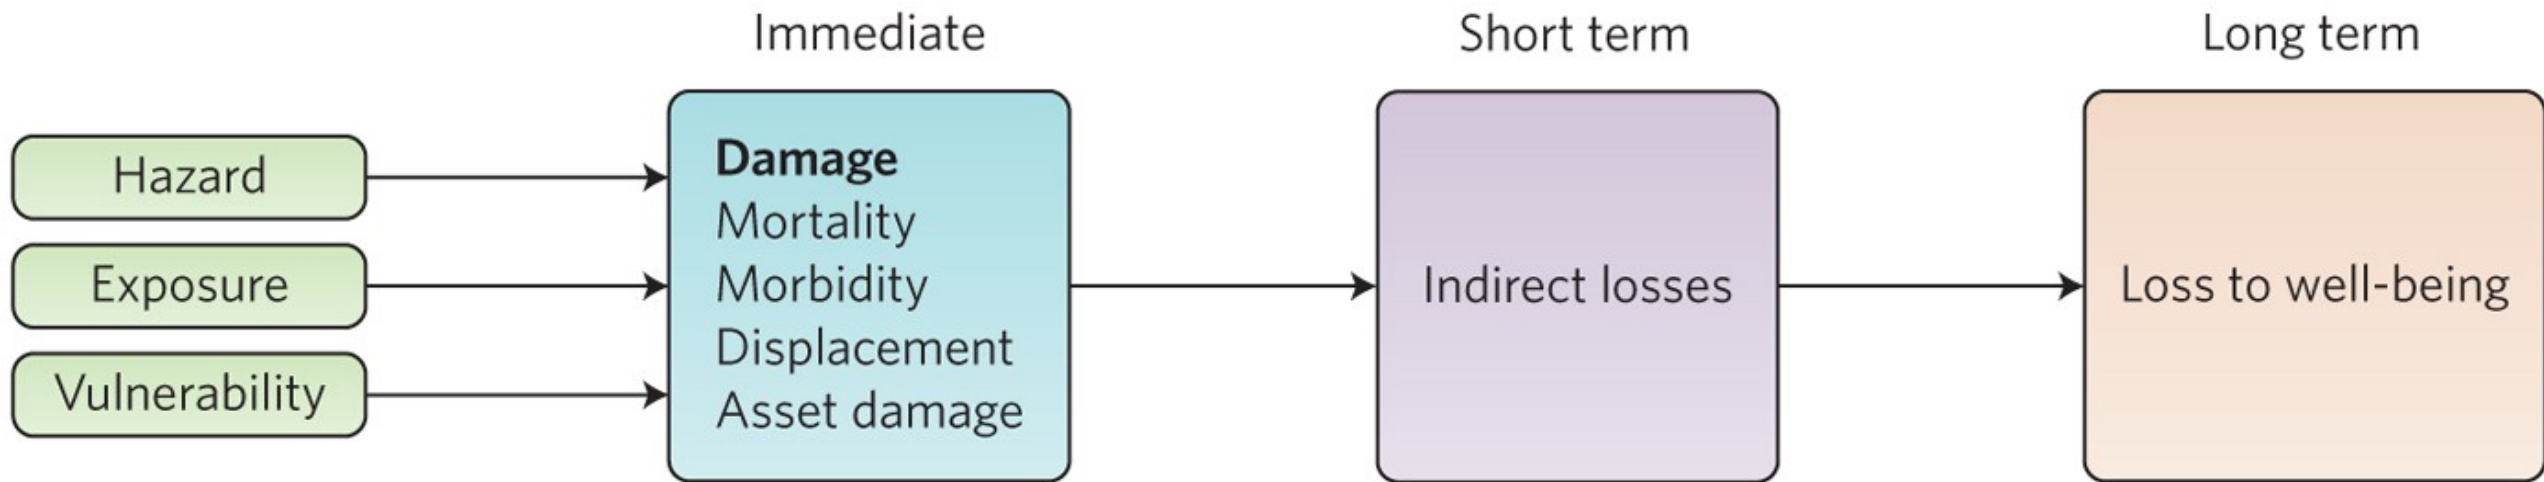 Immediate
Short term
Long term
Hazard
Exposure
Vulnerability
Damage
Mortality
Morbidity
Displacement
Asset damage
Indirect losses
Loss to well-being